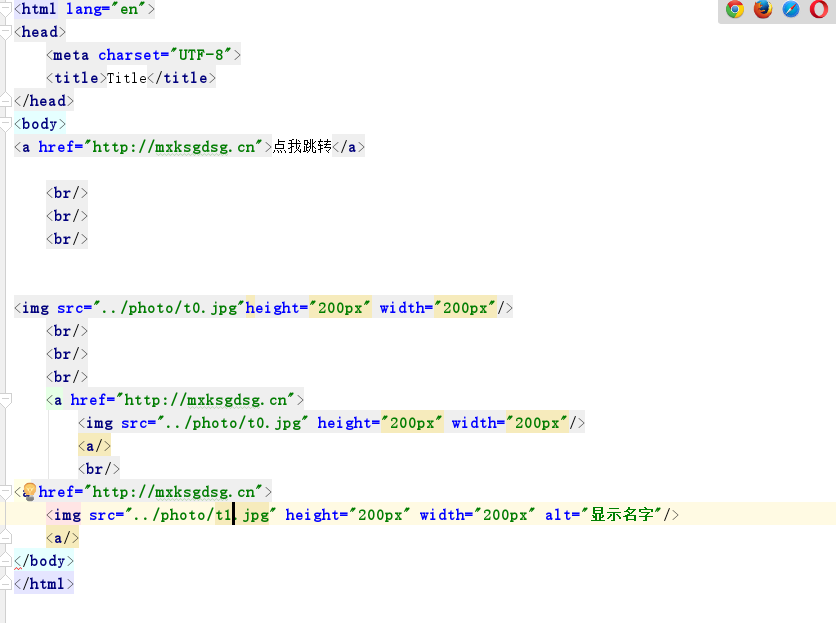 <html lang="en">
<head>
<meta charset="UTF-8">
<title>Title</title>
</head>
<body>
<a href="http://mxksgdsg.cn">点我跳转</a>
<br/>
<br/>
<br/>
<img src="../photo/t0.jpg"height="200px" width="200px"/>
<br/>
<br/>
<br/>
<a href="http://mxksgdsg.cn">
<img src="../photo/t0.jpg" height="200px" width="200px"/>
<a/>
<br/>
<a href="http://mxksgdsg.cn">
<img src="../photo/t1.jpg" height="200px" width="200px" alt="显示名字"/>
<a/>
</body>
</html>